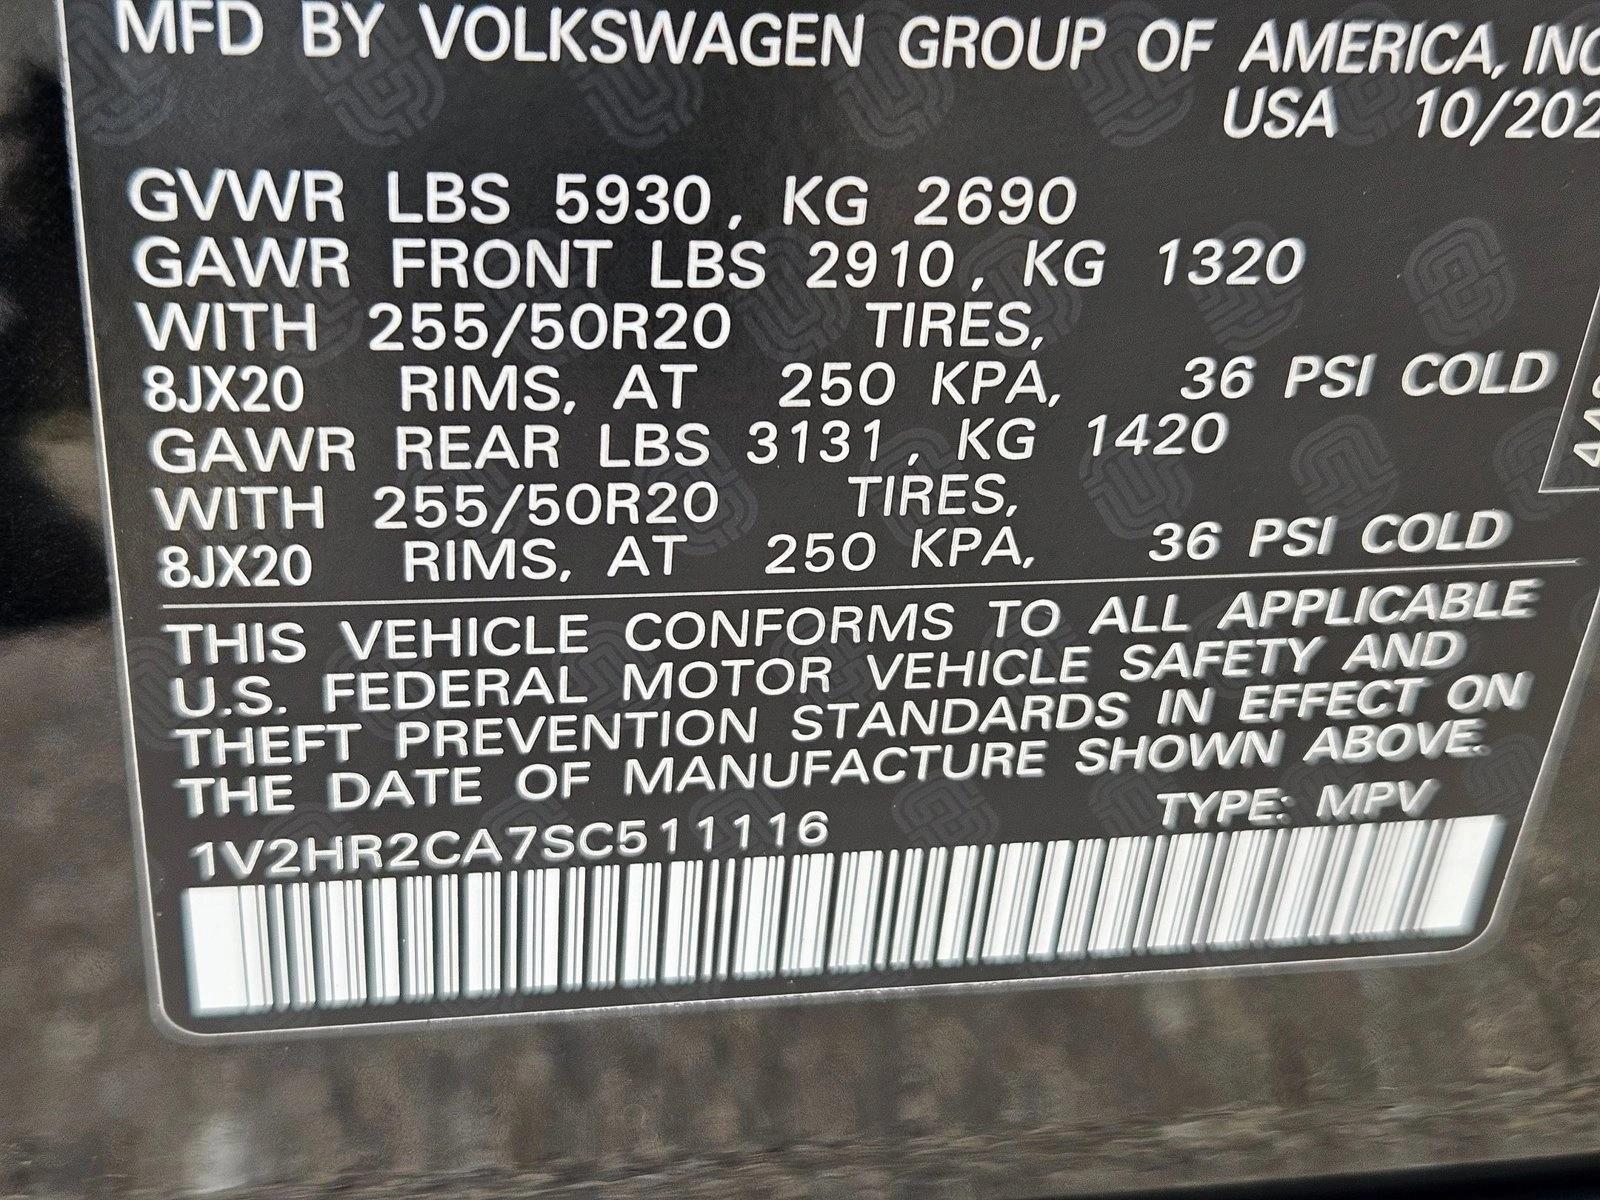 MFD BY VOLKSWAGEN GROUP OF AMERICA, INC
USA 10/202
GVWR LBS 5930, KG 2690
GAWR FRONT LBS 2910, KG 1320
WITH 255/50R20 TIRES,
8JX20 RIMS, AT 250 KPA, 36 PSI COLD
GAWR REAR LBS 3131, KG 1420
WITH 255/50R20 TIRES,
8JX20 RIMS, AT 250 KPA, 36 PSI COLD
THIS VEHICLE CONFORMS TO ALL APPLICABLE
U.S. FEDERAL MOTOR VEHICLE SAFETY AND
THEFT PREVENTION STANDARDS IN EFFECT ON
THE DATE OF MANUFACTURE SHOWN ABOVE.
1V2HR2CA7SC511116 TYPE: MPV